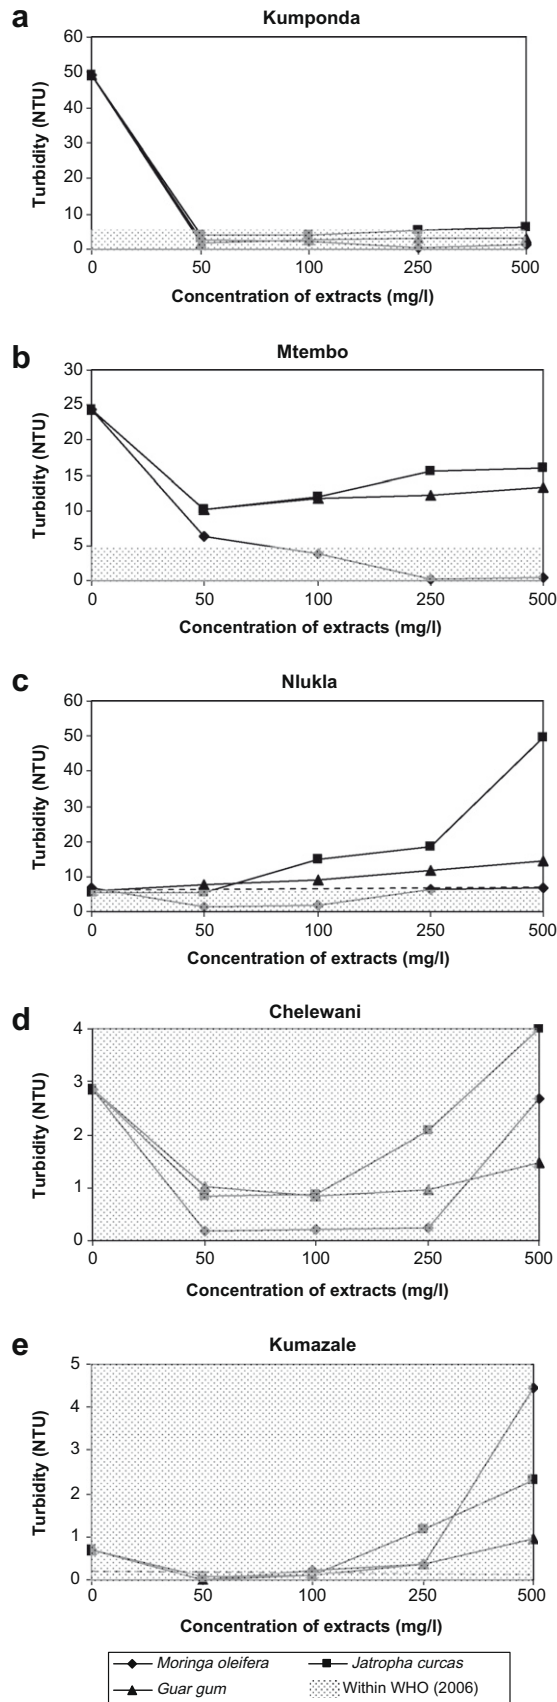 a
Kumponda
Turbidity (NTU)
60
50
40
30
20
10
0
0 50 100 250 500
Concentration of extracts (mg/l)
b
Mtembo
Turbidity (NTU)
30
25
20
15
10
5
0
0 50 100 250 500
Concentration of extracts (mg/l)
c
Nlukla
Turbidity (NTU)
60
50
40
30
20
10
0
0 50 100 250 500
Concentration of extracts (mg/l)
d
Chelewani
Turbidity (NTU)
4
3
2
1
0
0 50 100 250 500
Concentration of extracts (mg/l)
e
Kumazale
Turbidity (NTU)
5
4
3
2
1
0
0 50 100 250 500
Concentration of extracts (mg/l)
Moringa oleifera Jatropha curcas
Guar gum Within WHO (2006)